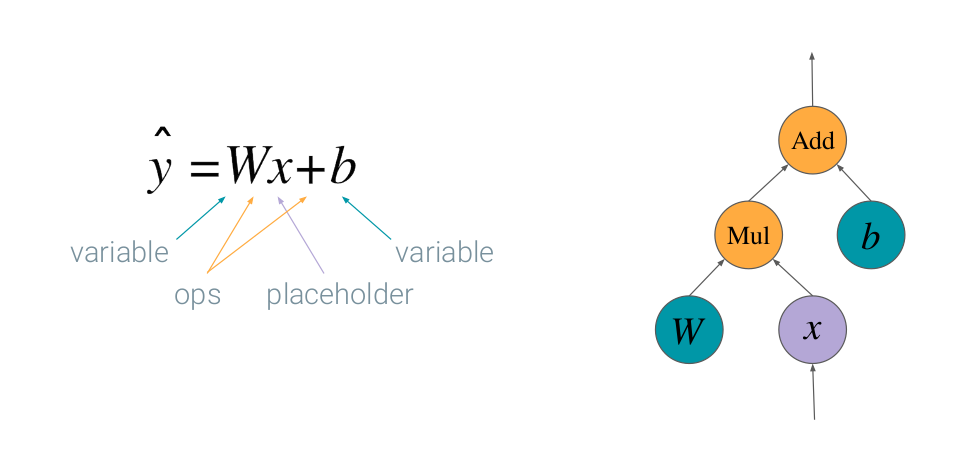 ŷ = Wx+b
variable
variable
ops
placeholder
Add
Mul
b
W
x